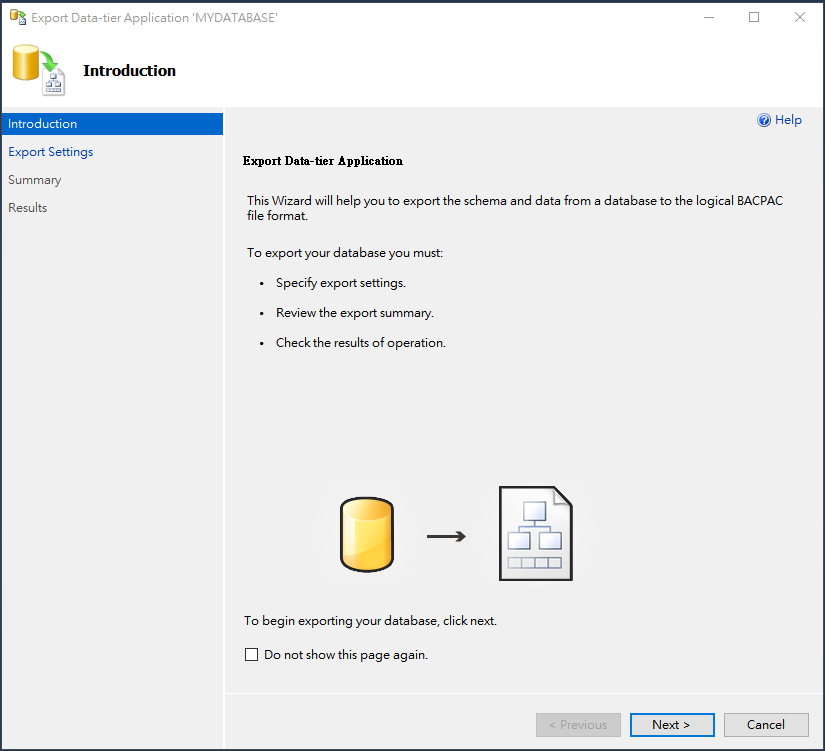 Export Data-tier Application 'MYDATABASE'
Introduction
Introduction
Export Settings
Summary
Results
Help
Export Data-tier Application
This Wizard will help you to export the schema and data from a database to the logical BACPAC
file format.
To export your database you must:
• Specify export settings.
• Review the export summary.
• Check the results of operation.
To begin exporting your database, click next.
Do not show this page again.
< Previous
Next >
Cancel